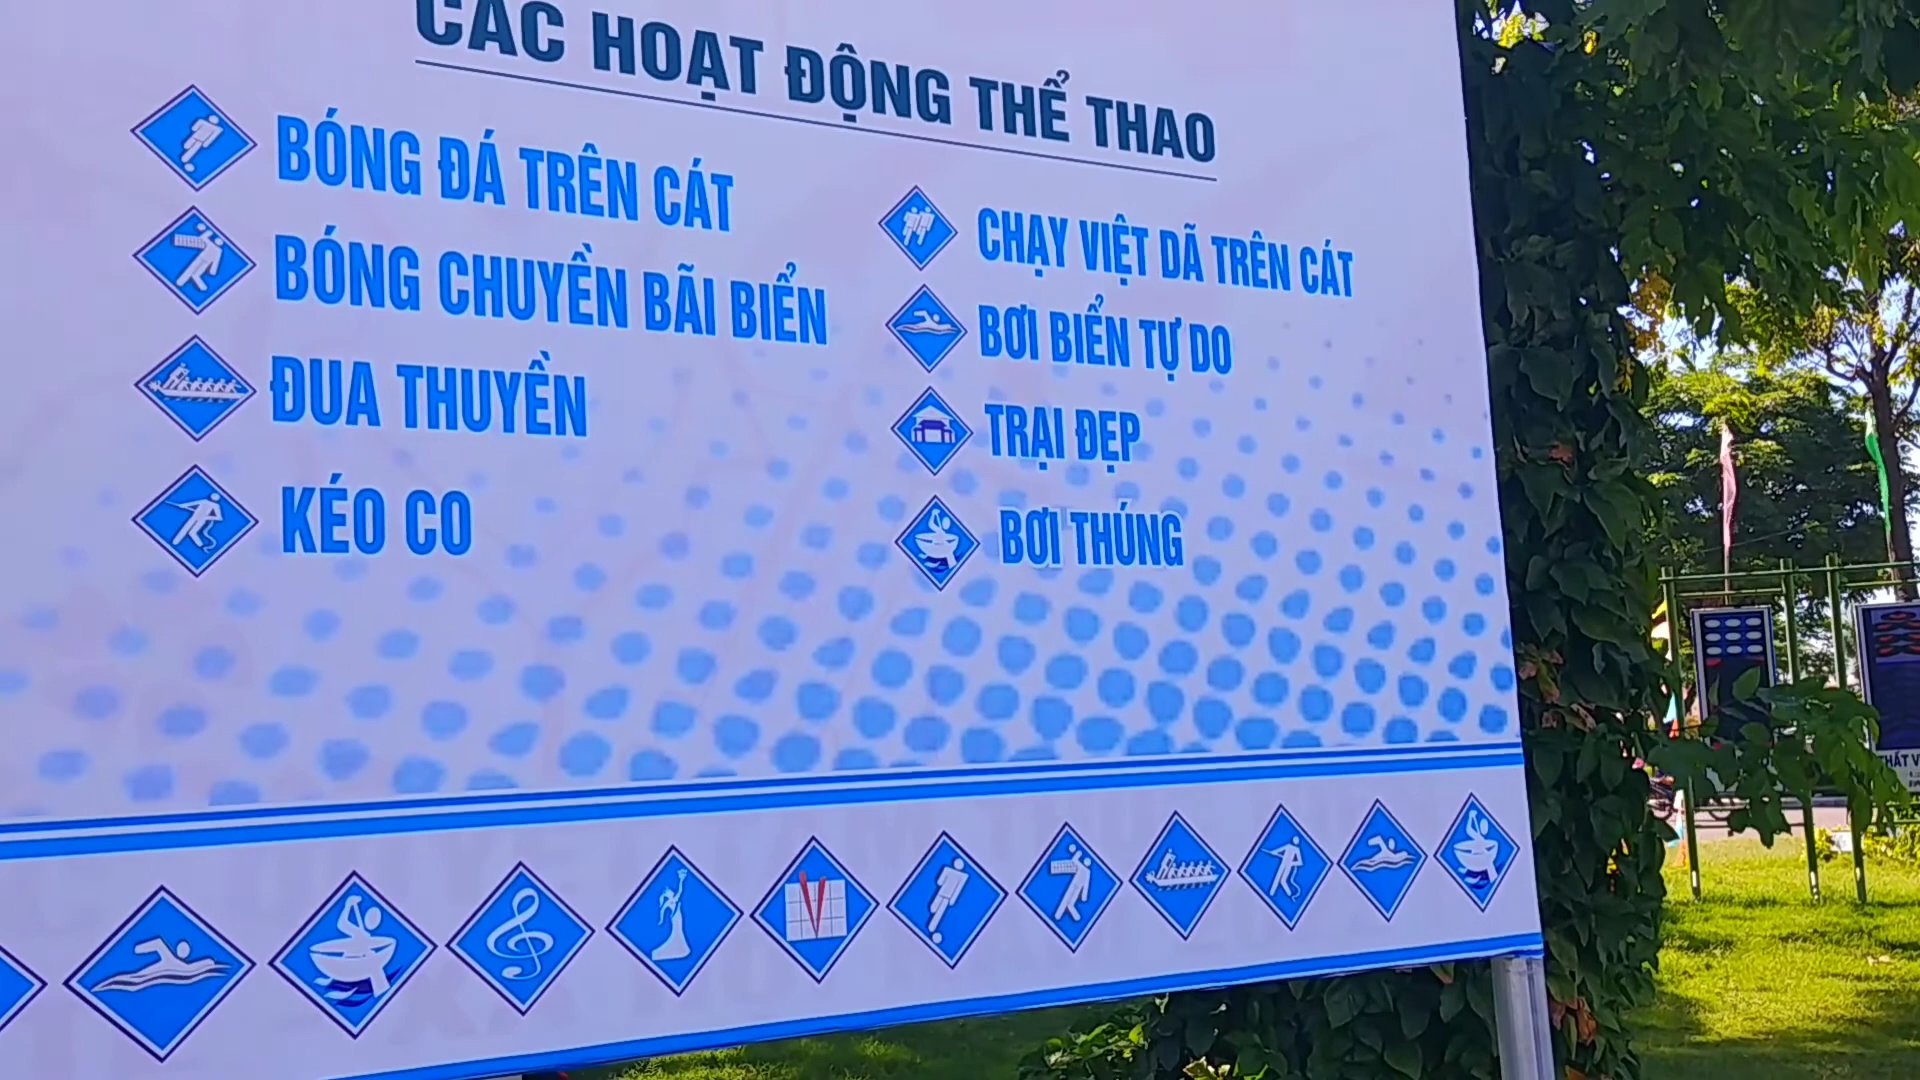 CÁC HOẠT ĐỘNG THỂ THAO
BÓNG ĐÁ TRÊN CÁT
BÓNG CHUYỀN BÃI BIỂN
ĐUA THUYỀN
KÉO CO
CHẠY VIỆT DÃ TRÊN CÁT
BƠI BIỂN TỰ DO
TRẠI ĐẸP
BƠI THÚNG